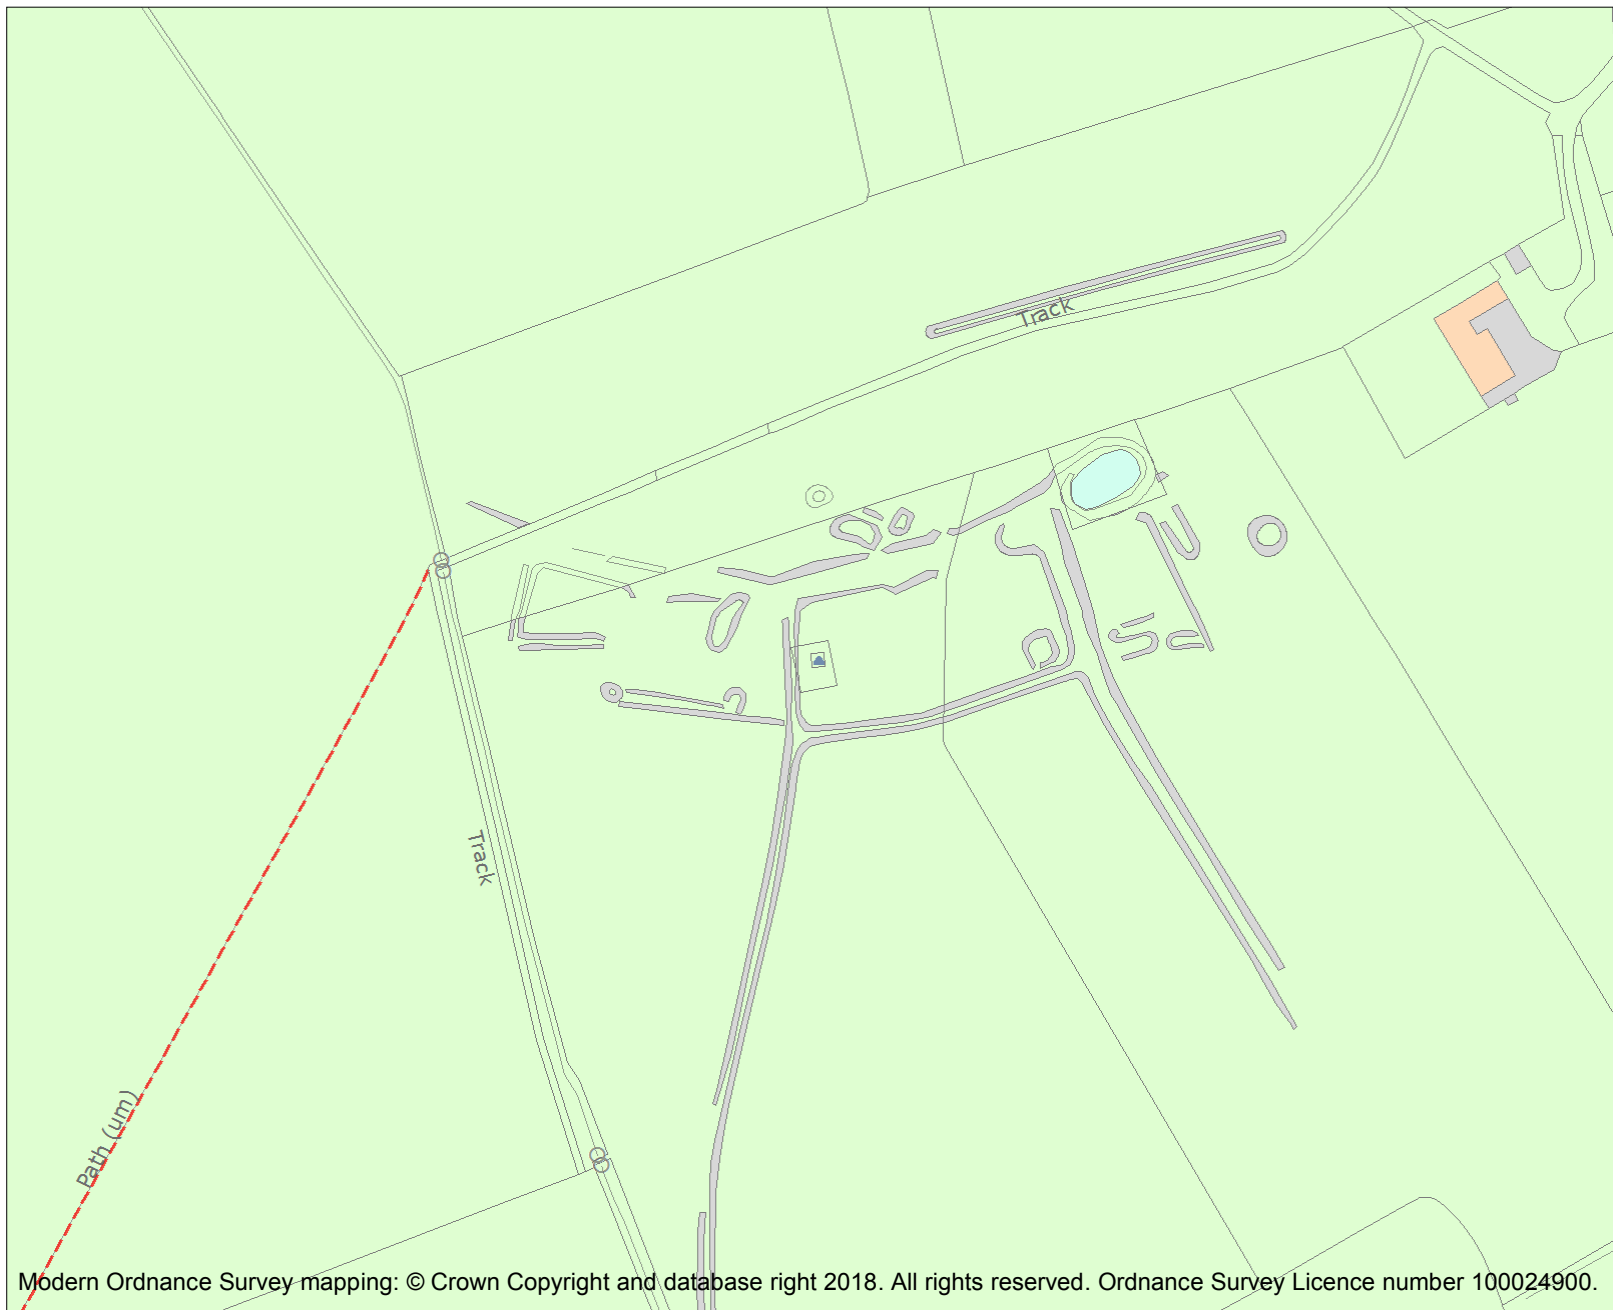 Track
Track
Path (um)
Modern Ordnance Survey mapping: © Crown Copyright and database right 2018. All rights reserved. Ordnance Survey Licence number 100024900.